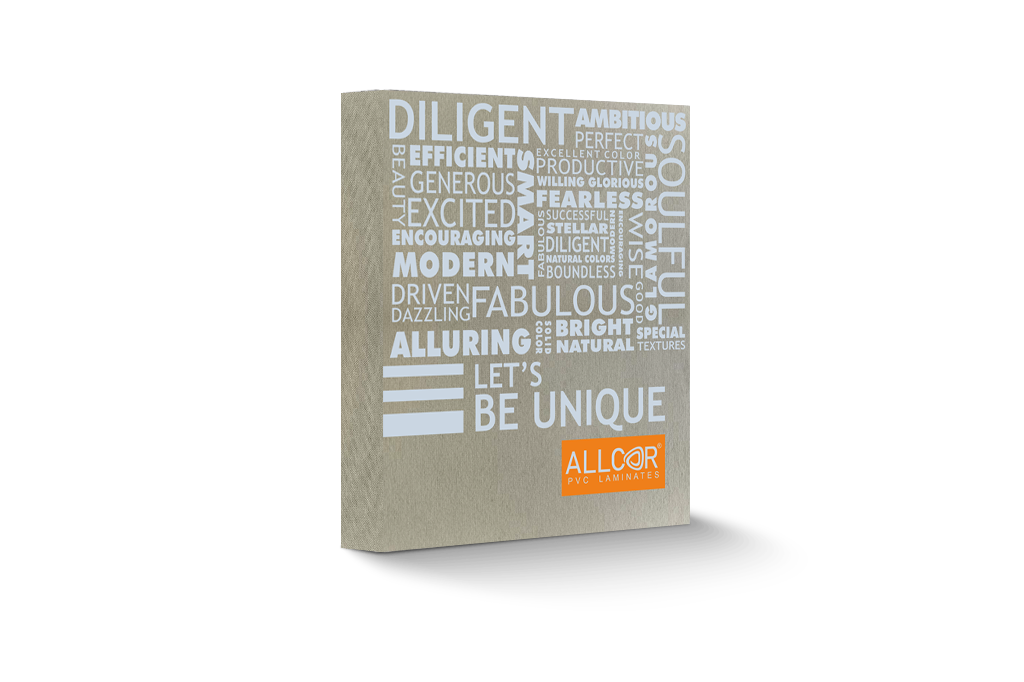 DILIGENT
AMBITIOUS
PERFECT
EXCELLENT COLOR
PRODUCTIVE
WILLING GLORIOUS
FEARLESS
BEAUTY
EFFICIENT
GENEROUS
EXCITED
ENCOURAGING
MODERN
SMART
FABULOUS
SUCCESSFUL
STELLAR
DILIGENT
NATURAL COLORS
BOUNDLESS
MODERN
ENCOURAGING
WISE
GOOD
GLAMOROUS
SOULFUL
DRIVEN
DAZZLING
FABULOUS
ALLURING
SOLID
COLOR
BRIGHT
NATURAL
SPECIAL
TEXTURES
LET'S
BE UNIQUE
ALLCOR®
PVC LAMINATES